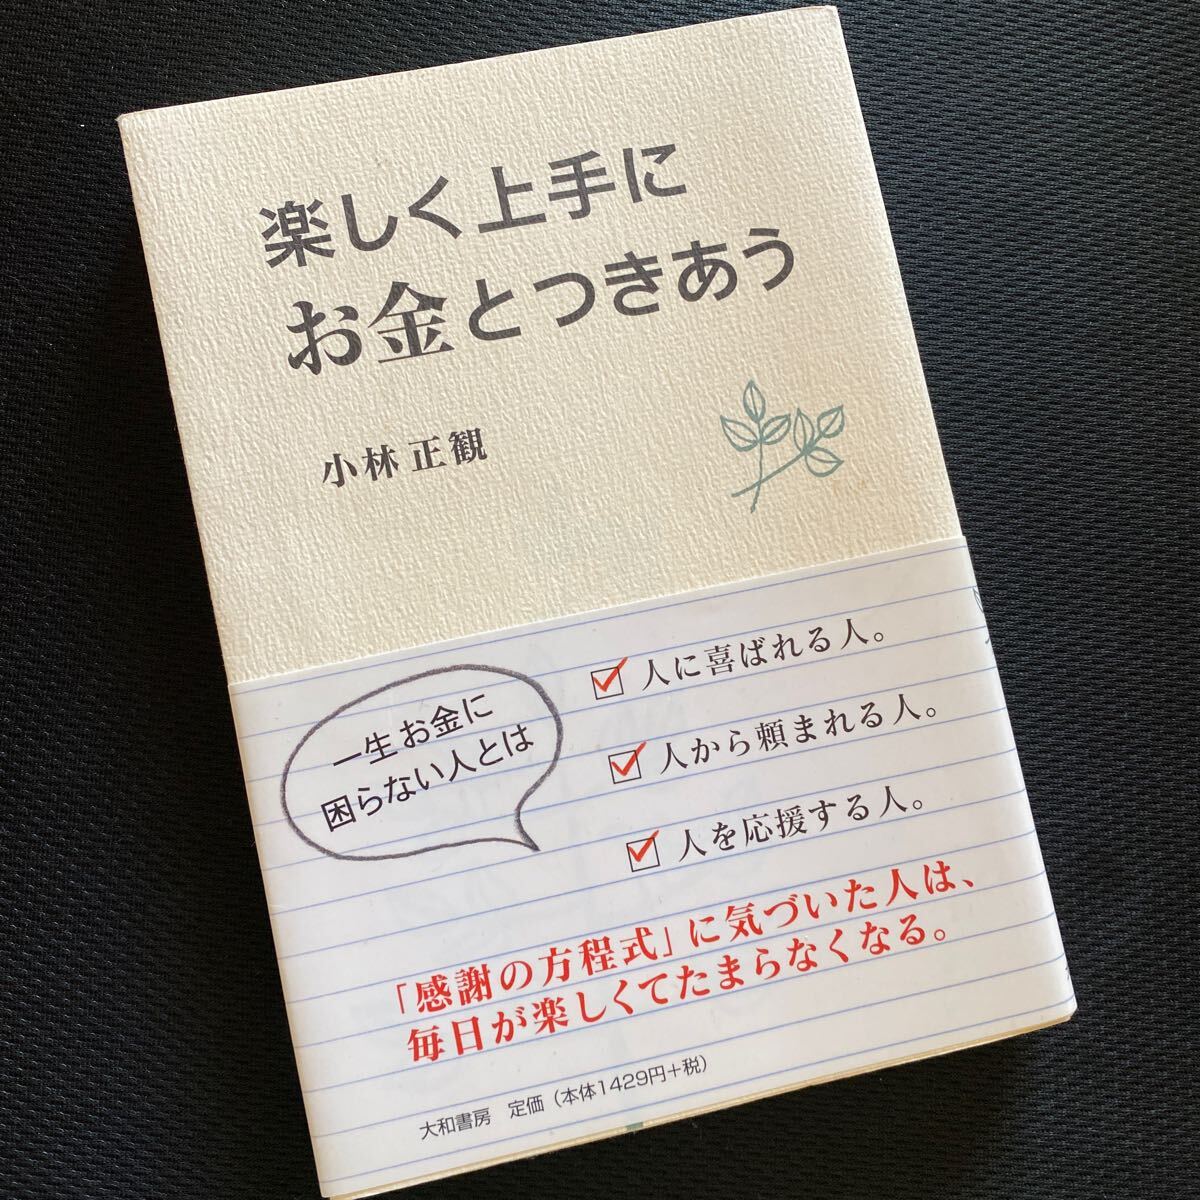 楽しく上手に
お金とつきあう
小林 正観
一生お金に
困らない人とは
人に喜ばれる人。
人から頼まれる人。
人を応援する人。
「感謝の方程式」に気づいた人は、
毎日が楽しくてたまらなくなる。
大和書房 定価（本体1429円＋税）